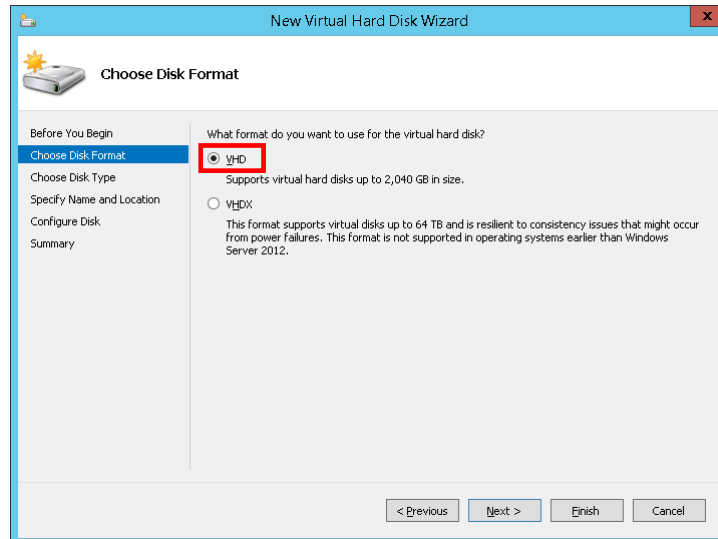 New Virtual Hard Disk Wizard
x
Choose Disk Format
Before You Begin
Choose Disk Format
Choose Disk Type
Specify Name and Location
Configure Disk
Summary
What format do you want to use for the virtual hard disk?
VHD
Supports virtual hard disks up to 2,040 GB in size.
VHDX
This format supports virtual disks up to 64 TB and is resilient to consistency issues that might occur
from power failures. This format is not supported in operating systems earlier than Windows
Server 2012.
< Previous
Next >
Finish
Cancel